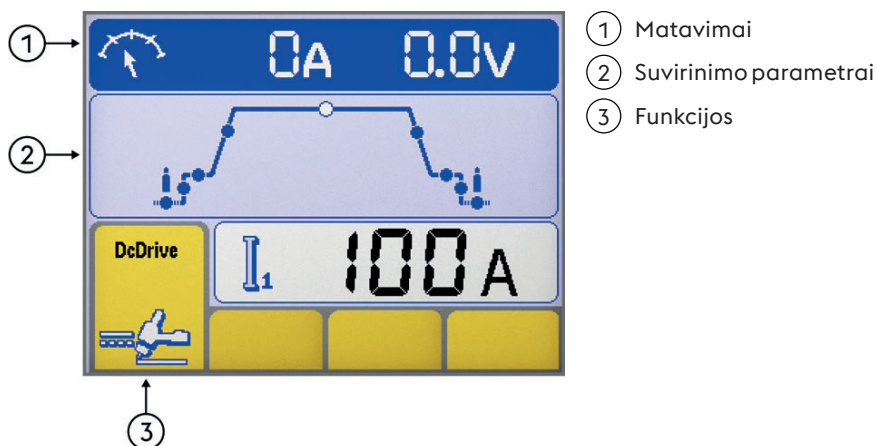 1
0A 0.0V
2
DcDrive
I1 100A
3
1 Matavimai
2 Suvirinimo parametrai
3 Funkcijos